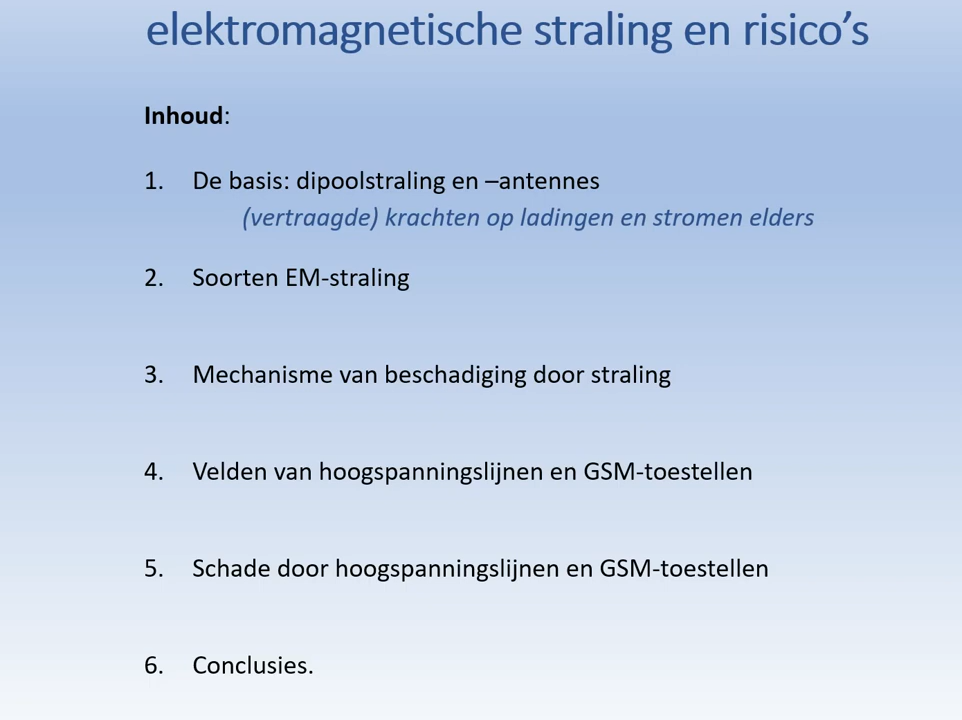 elektromagnetische straling en risico’s
Inhoud:
1. De basis: dipoolstraling en –antennes
(vertraagde) krachten op ladingen en stromen elders
2. Soorten EM-straling
3. Mechanisme van beschadiging door straling
4. Velden van hoogspanningslijnen en GSM-toestellen
5. Schade door hoogspanningslijnen en GSM-toestellen
6. Conclusies.